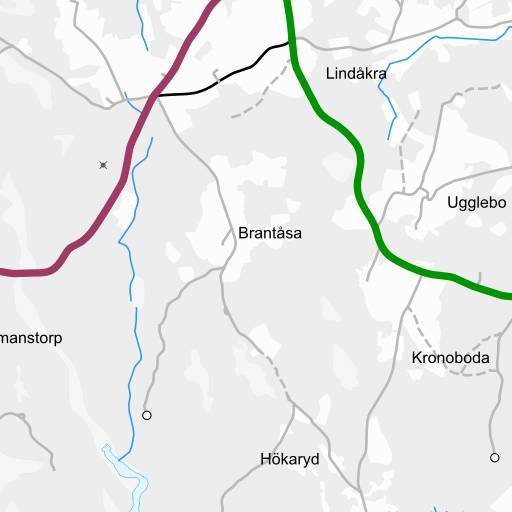 Lindåkra
Ugglebo
Brantåsa
manstorp
Kronoboda
Hökaryd